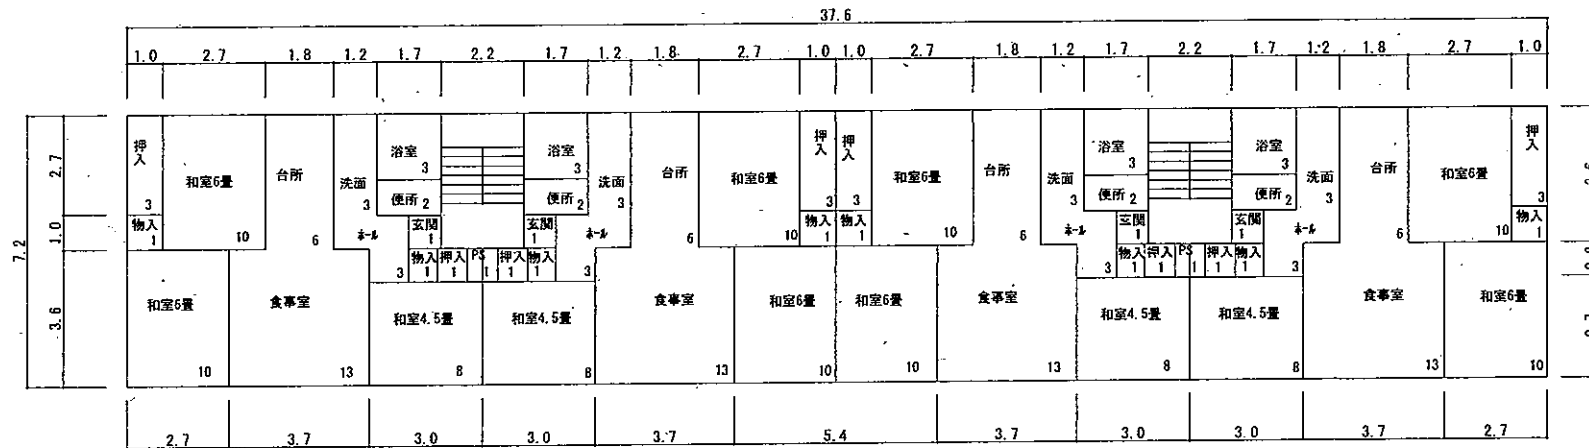 37.6
1.0 2.7 1.8 1.2 1.7 2.2 1.7 1.2 1.8 2.7 1.0 1.0 2.7 1.8 1.2 1.7 2.2 1.7 1.2 1.8 2.7 1.0
7.2
2.7
1.0
3.6
押入 3 和室6畳 10 台所 6 洗面 3 浴室 3 浴室 3 洗面 3 台所 6 和室6畳 10 押入 3 押入 3 和室6畳 10 台所 6 洗面 3 浴室 3 浴室 3 洗面 3 台所 6 和室6畳 10 押入 3
便所 2 便所 2 便所 2 便所 2
物入 1 ホール 3 玄関 1 玄関 1 ホール 3 物入 1 物入 1 ホール 3 玄関 1 玄関 1 ホール 3 物入 1
物入 1 押入 1 PS 1 押入 1 物入 1 物入 1 押入 1 PS 1 押入 1 物入 1
和室6畳 10 食事室 13 和室4.5畳 8 和室4.5畳 8 食事室 13 和室6畳 10 和室6畳 10 食事室 13 和室4.5畳 8 和室4.5畳 8 食事室 13 和室6畳 10
2.7 3.7 3.0 3.0 3.7 5.4 3.7 3.0 3.0 3.7 2.7